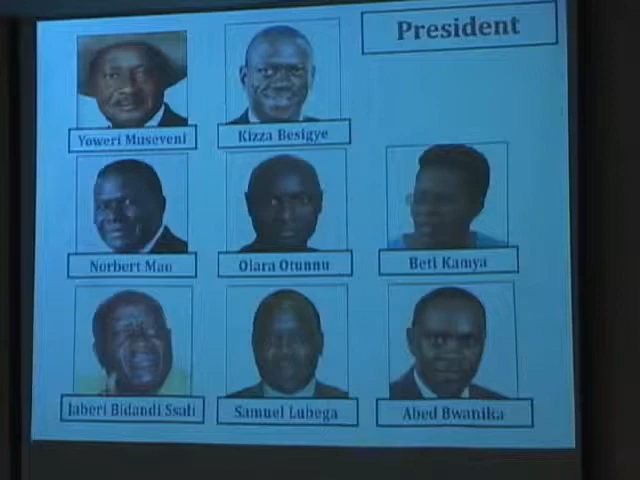 President
Yoweri Museveni
Kizza Besigye
Norbert Mao
Olara Otunnu
Beti Kamya
Jaberi Bidandi Ssali
Samuel Lubega
Abed Bwanika